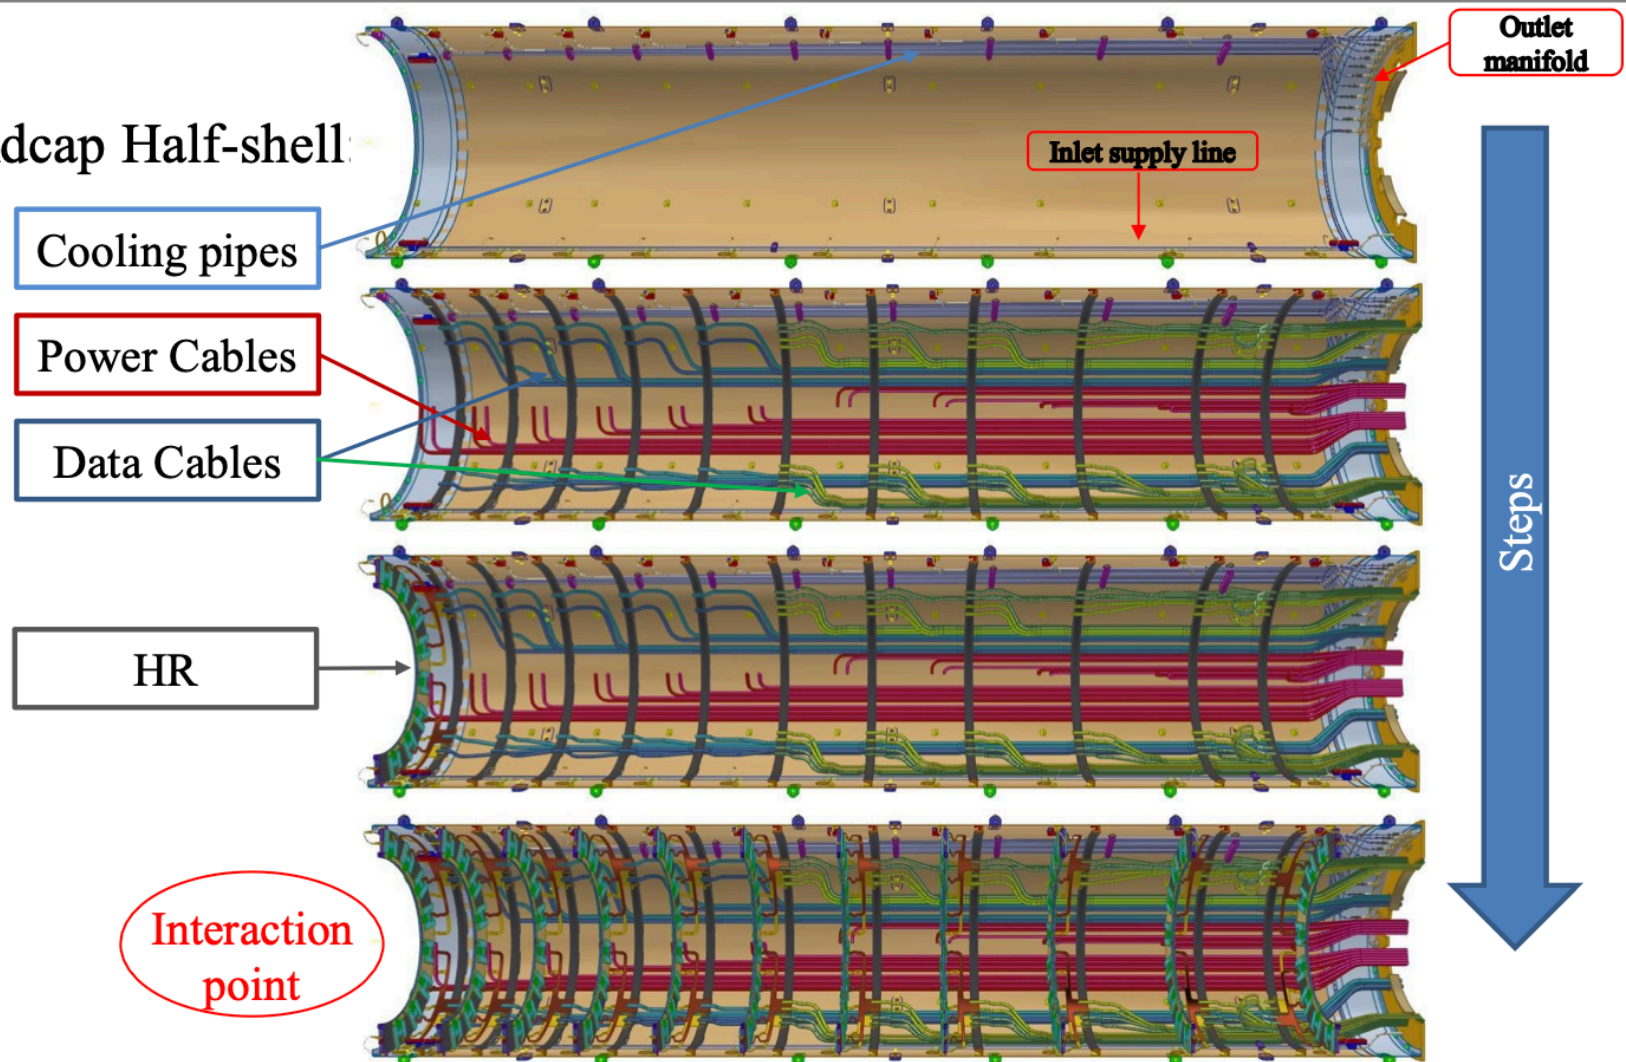 Outlet
manifold
dcap Half-shell:
Inlet supply line
Cooling pipes
Power Cables
Data Cables
Steps
HR
Interaction
point